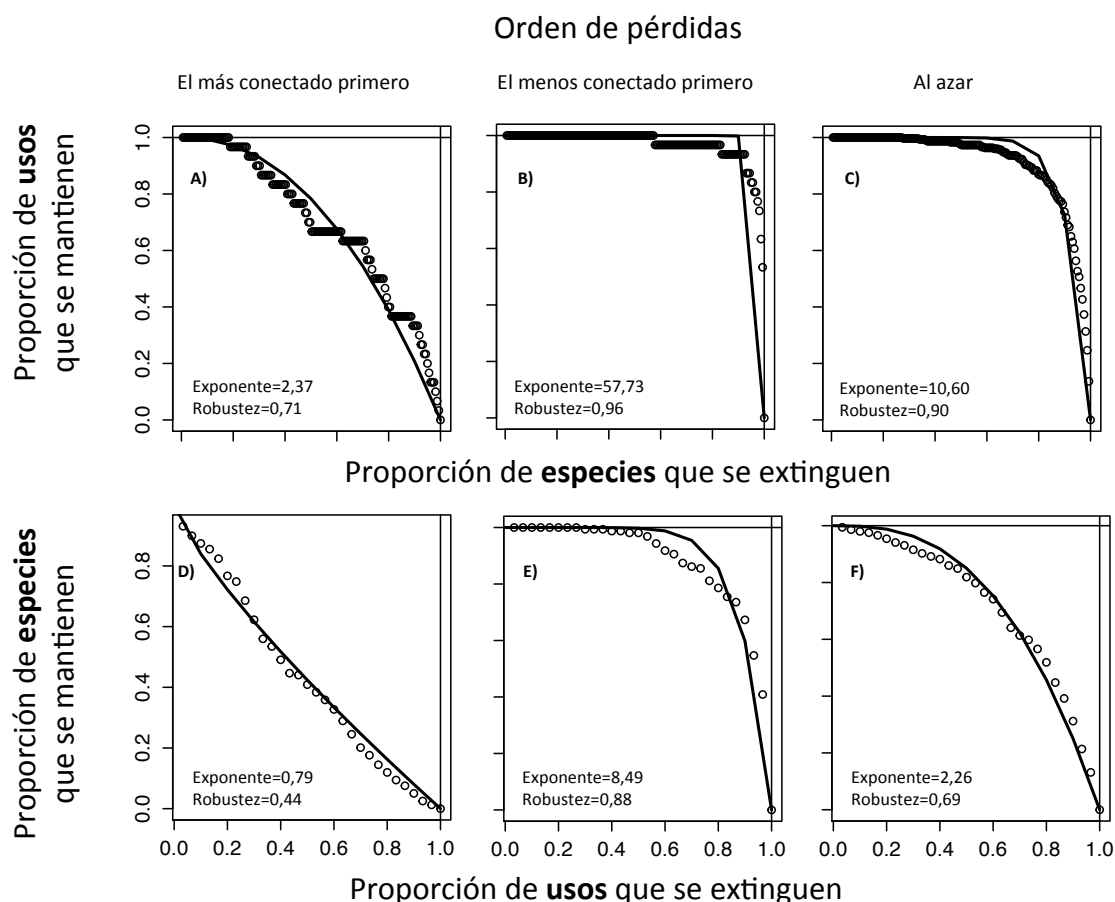 Orden de pérdidas
El más conectado primero
El menos conectado primero
Al azar
Proporción de usos
que se mantienen
1.0
0.8
0.6
0.4
0.2
0.0
A)
Exponente=2,37
Robustez=0,71
B)
Exponente=57,73
Robustez=0,96
C)
Exponente=10,60
Robustez=0,90
Proporción de especies que se extinguen
Proporción de especies
que se mantienen
0.8
0.6
0.4
0.2
0.0
D)
Exponente=0,79
Robustez=0,44
E)
Exponente=8,49
Robustez=0,88
F)
Exponente=2,26
Robustez=0,69
0.0 0.2 0.4 0.6 0.8 1.0
0.0 0.2 0.4 0.6 0.8 1.0
0.0 0.2 0.4 0.6 0.8 1.0
Proporción de usos que se extinguen